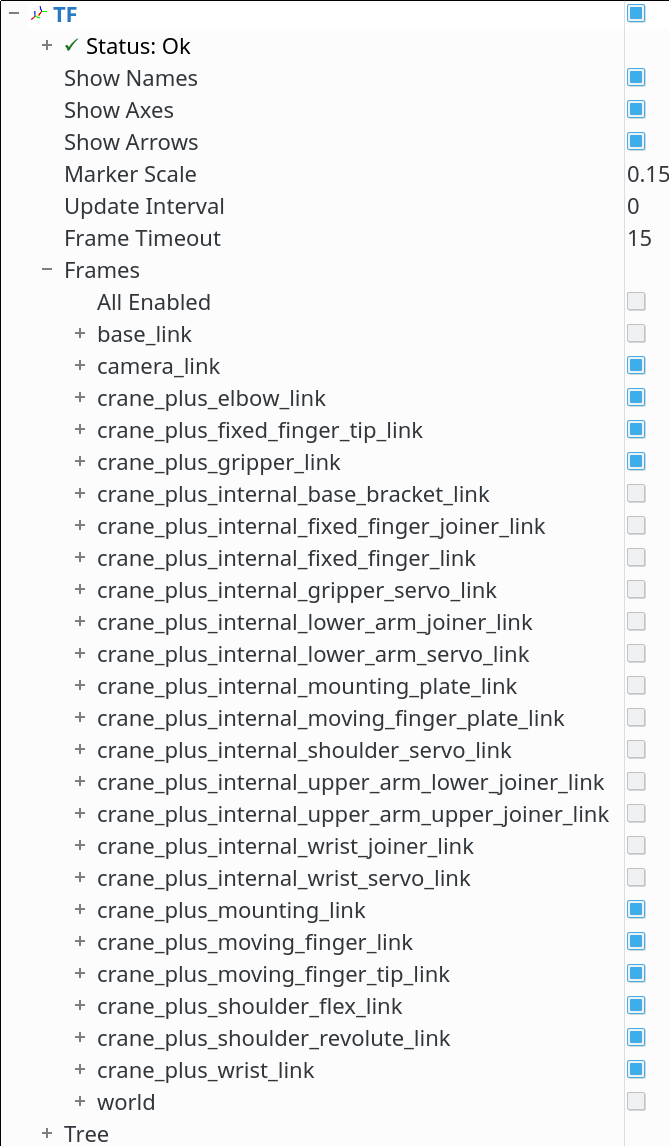 TF
Status: Ok
Show Names
Show Axes
Show Arrows
Marker Scale 0.15
Update Interval 0
Frame Timeout 15
Frames
All Enabled
base_link
camera_link
crane_plus_elbow_link
crane_plus_fixed_finger_tip_link
crane_plus_gripper_link
crane_plus_internal_base_bracket_link
crane_plus_internal_fixed_finger_joiner_link
crane_plus_internal_fixed_finger_link
crane_plus_internal_gripper_servo_link
crane_plus_internal_lower_arm_joiner_link
crane_plus_internal_lower_arm_servo_link
crane_plus_internal_mounting_plate_link
crane_plus_internal_moving_finger_plate_link
crane_plus_internal_shoulder_servo_link
crane_plus_internal_upper_arm_lower_joiner_link
crane_plus_internal_upper_arm_upper_joiner_link
crane_plus_internal_wrist_joiner_link
crane_plus_internal_wrist_servo_link
crane_plus_mounting_link
crane_plus_moving_finger_link
crane_plus_moving_finger_tip_link
crane_plus_shoulder_flex_link
crane_plus_shoulder_revolute_link
crane_plus_wrist_link
world
Tree